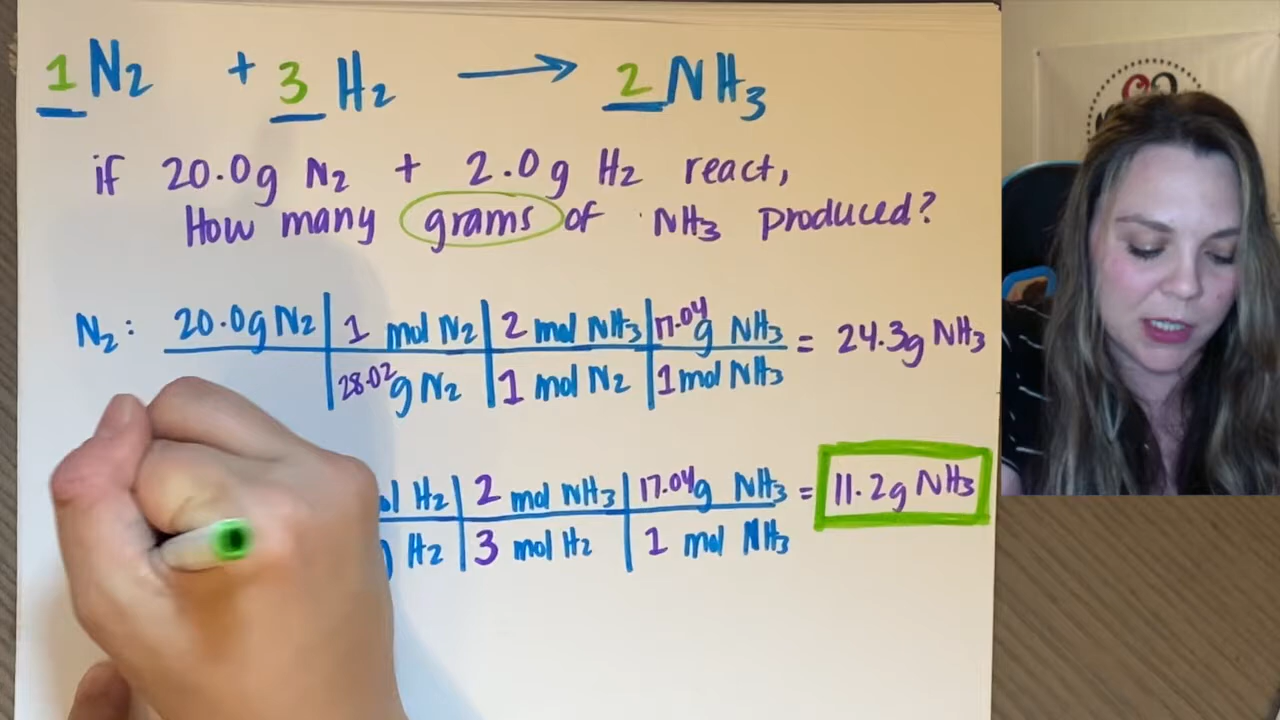 1 N2 + 3 H2 → 2 NH3
if 20.0g N2 + 2.0g H2 react,
How many grams of NH3 produced?
N2: 20.0g N2 | 1 mol N2 | 2 mol NH3 | 17.04g NH3 = 24.3g NH3
28.02g N2 | 1 mol N2 | 1 mol NH3
H2 | 2 mol NH3 | 17.04g NH3 = 11.2g NH3
H2 | 3 mol H2 | 1 mol NH3